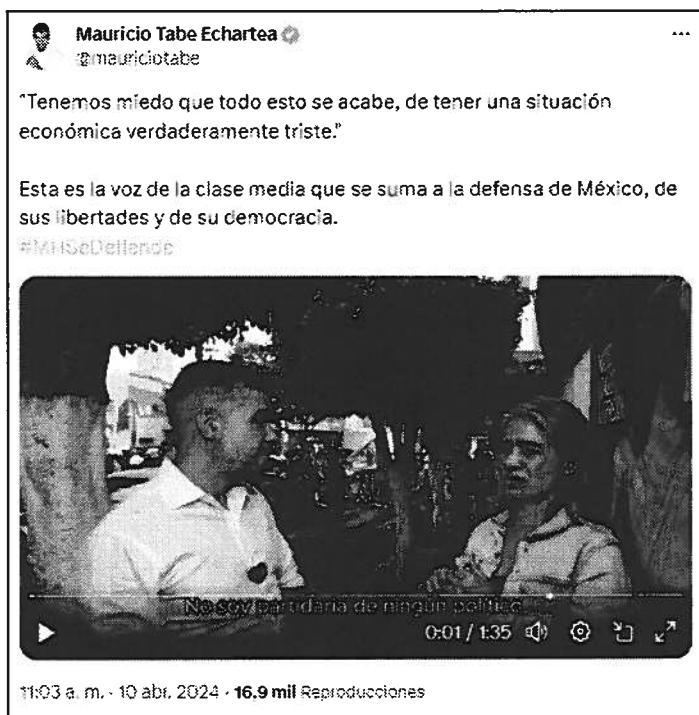 Mauricio Tabe Echartea
@mauriciotabe
"Tenemos miedo que todo esto se acabe, de tener una situación
económica verdaderamente triste."
Esta es la voz de la clase media que se suma a la defensa de México, de
sus libertades y de su democracia.
#MHSeDefiende
No soy partidaria de ningún político
0:01 / 1:35
11:03 a. m. · 10 abr. 2024 · 16,9 mil Reproducciones